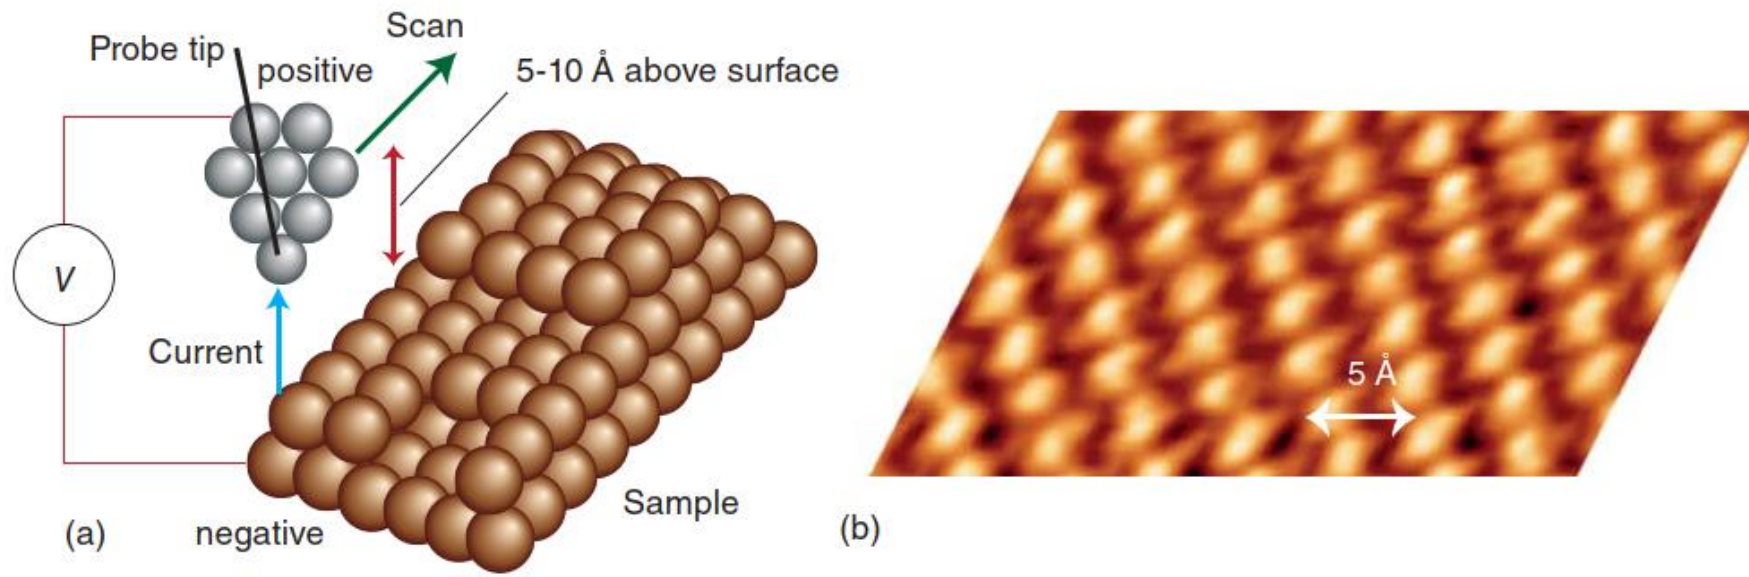 Scan
Probe tip
positive
5-10 Å above surface
V
Current
Sample
negative
(a)
5 Å
(b)